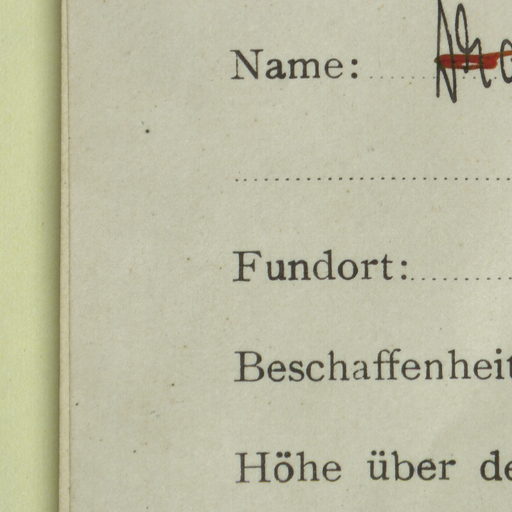 Name:
Fundort:
Beschaffenheit
Höhe über de